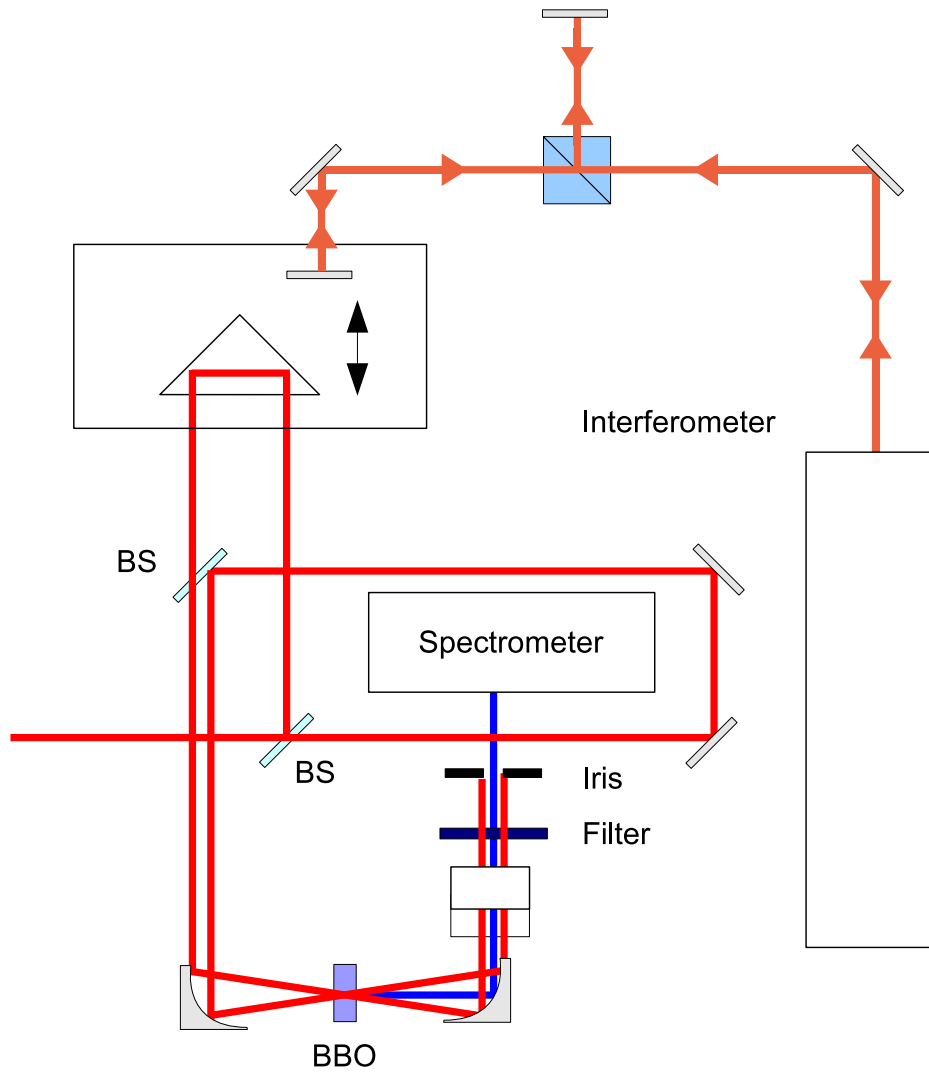 Interferometer
BS
Spectrometer
BS
Iris
Filter
BBO